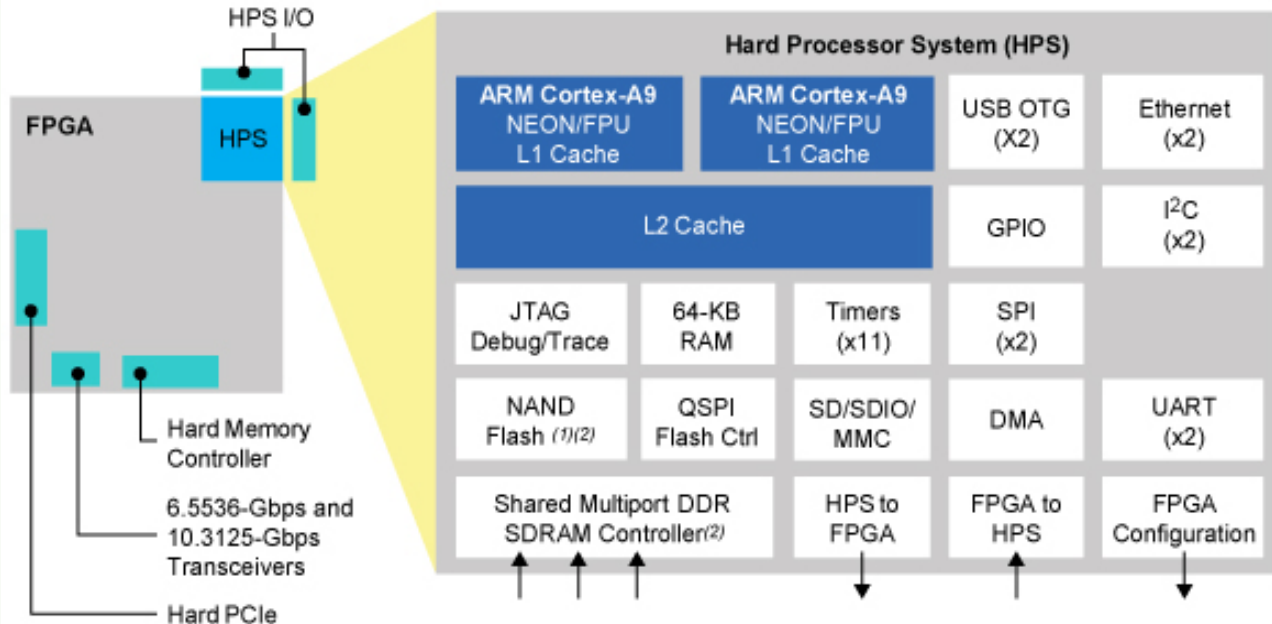 HPS I/O
FPGA
HPS
Hard Memory
Controller
6.5536-Gbps and
10.3125-Gbps
Transceivers
Hard PCIe
Hard Processor System (HPS)
ARM Cortex-A9
NEON/FPU
L1 Cache
ARM Cortex-A9
NEON/FPU
L1 Cache
USB OTG
(X2)
Ethernet
(x2)
L2 Cache
GPIO
I²C
(x2)
JTAG
Debug/Trace
64-KB
RAM
Timers
(x11)
SPI
(x2)
NAND
Flash (1)(2)
QSPI
Flash Ctrl
SD/SDIO/
MMC
DMA
UART
(x2)
Shared Multiport DDR
SDRAM Controller(2)
HPS to
FPGA
FPGA to
HPS
FPGA
Configuration